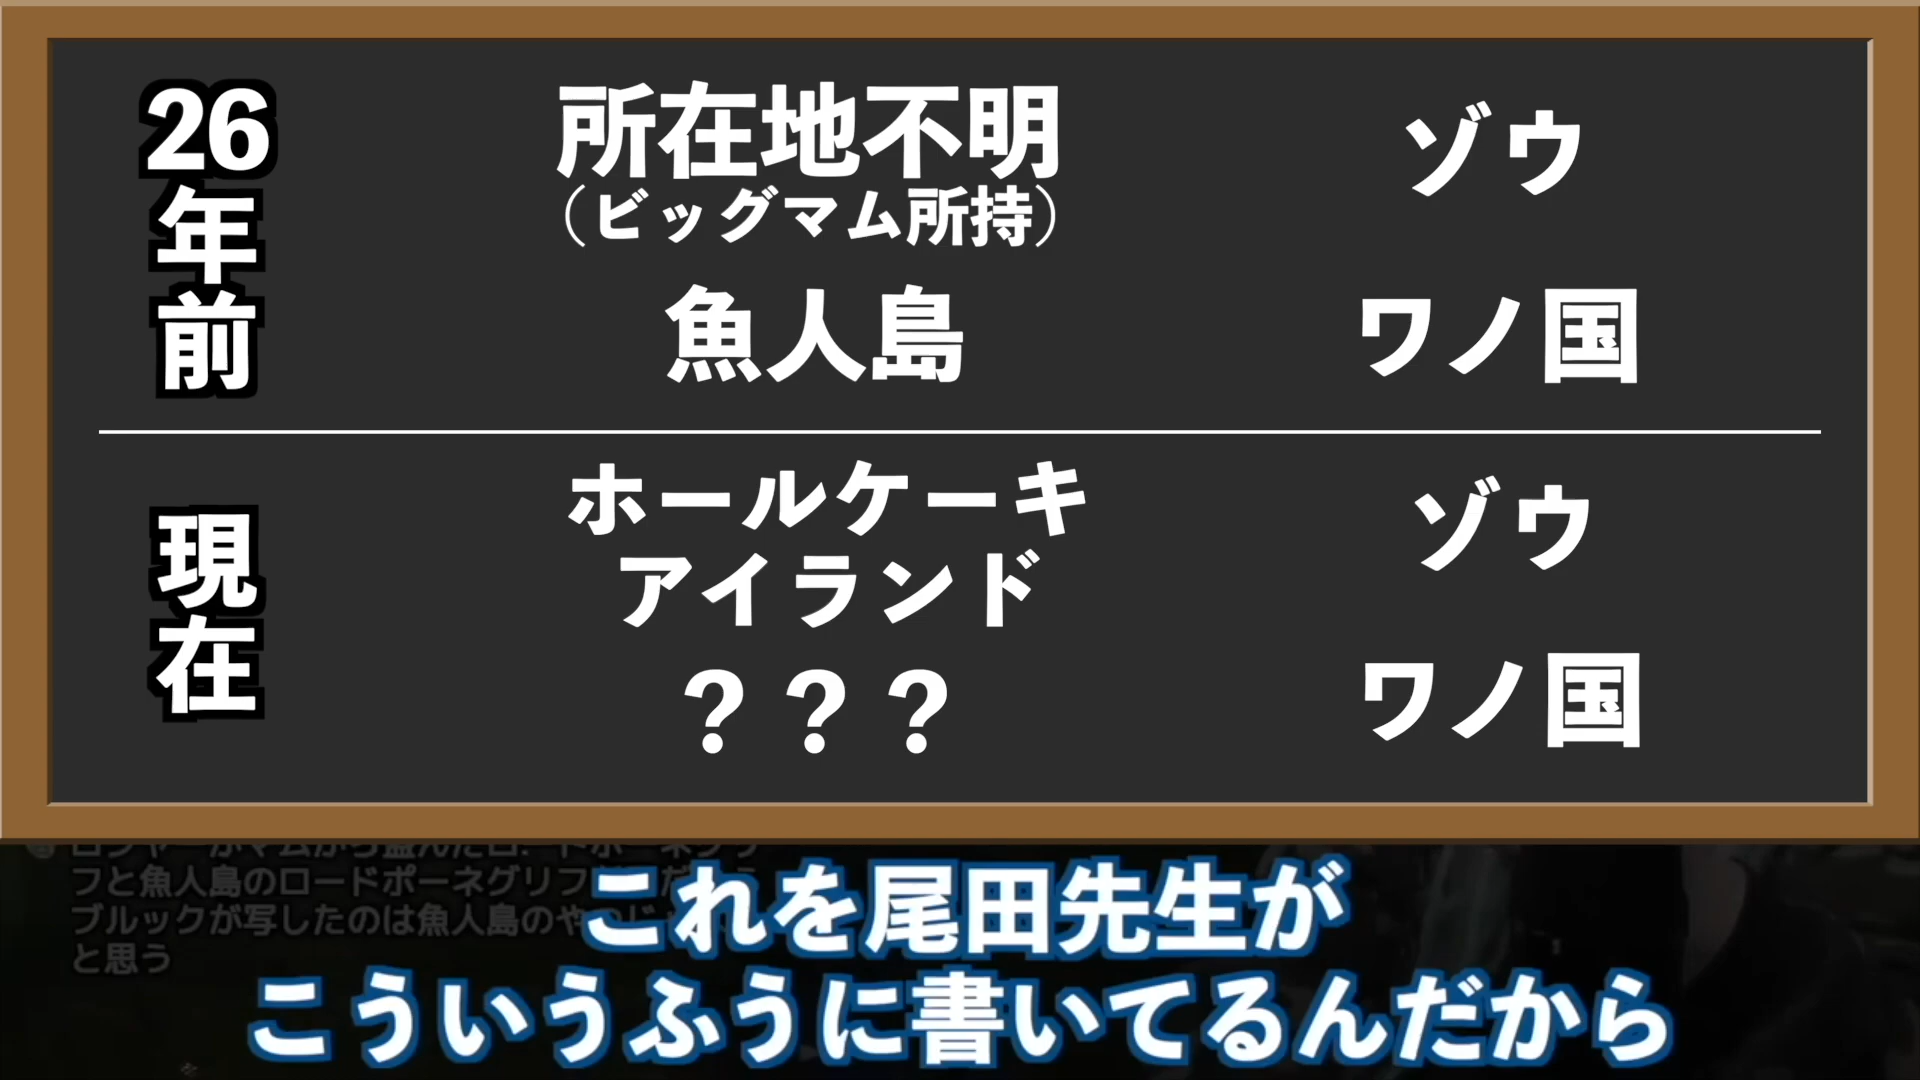 26年前
所在地不明
ゾウ
（ビッグマム所持）
魚人島
ワノ国
現在
ホールケーキ
アイランド
ゾウ
？？？
ワノ国
フと魚人島のロードポーネグリフ
ブルックが写したのは魚人島のや
と思う
これを尾田先生が
こういうふうに書いてるんだから